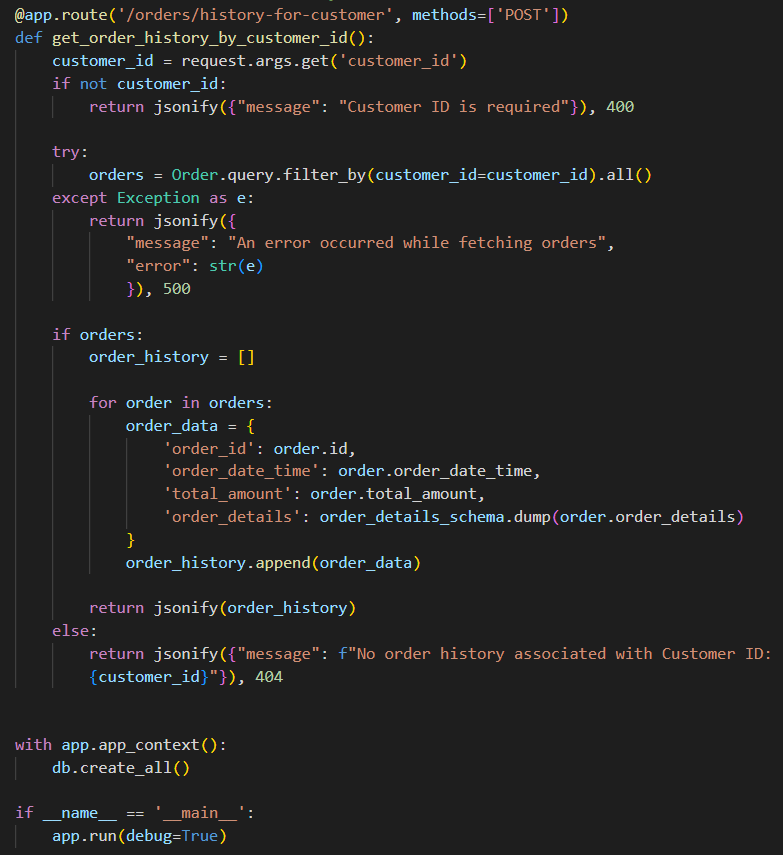 @app.route('/orders/history-for-customer', methods=['POST'])
def get_order_history_by_customer_id():
    customer_id = request.args.get('customer_id')
    if not customer_id:
        return jsonify({"message": "Customer ID is required"}), 400

    try:
        orders = Order.query.filter_by(customer_id=customer_id).all()
    except Exception as e:
        return jsonify({
            "message": "An error occurred while fetching orders",
            "error": str(e)
            }), 500

    if orders:
        order_history = []

        for order in orders:
            order_data = {
                'order_id': order.id,
                'order_date_time': order.order_date_time,
                'total_amount': order.total_amount,
                'order_details': order_details_schema.dump(order.order_details)
            }
            order_history.append(order_data)

        return jsonify(order_history)
    else:
        return jsonify({"message": f"No order history associated with Customer ID:
        {customer_id}"}), 404


with app.app_context():
    db.create_all()

if __name__ == '__main__':
    app.run(debug=True)